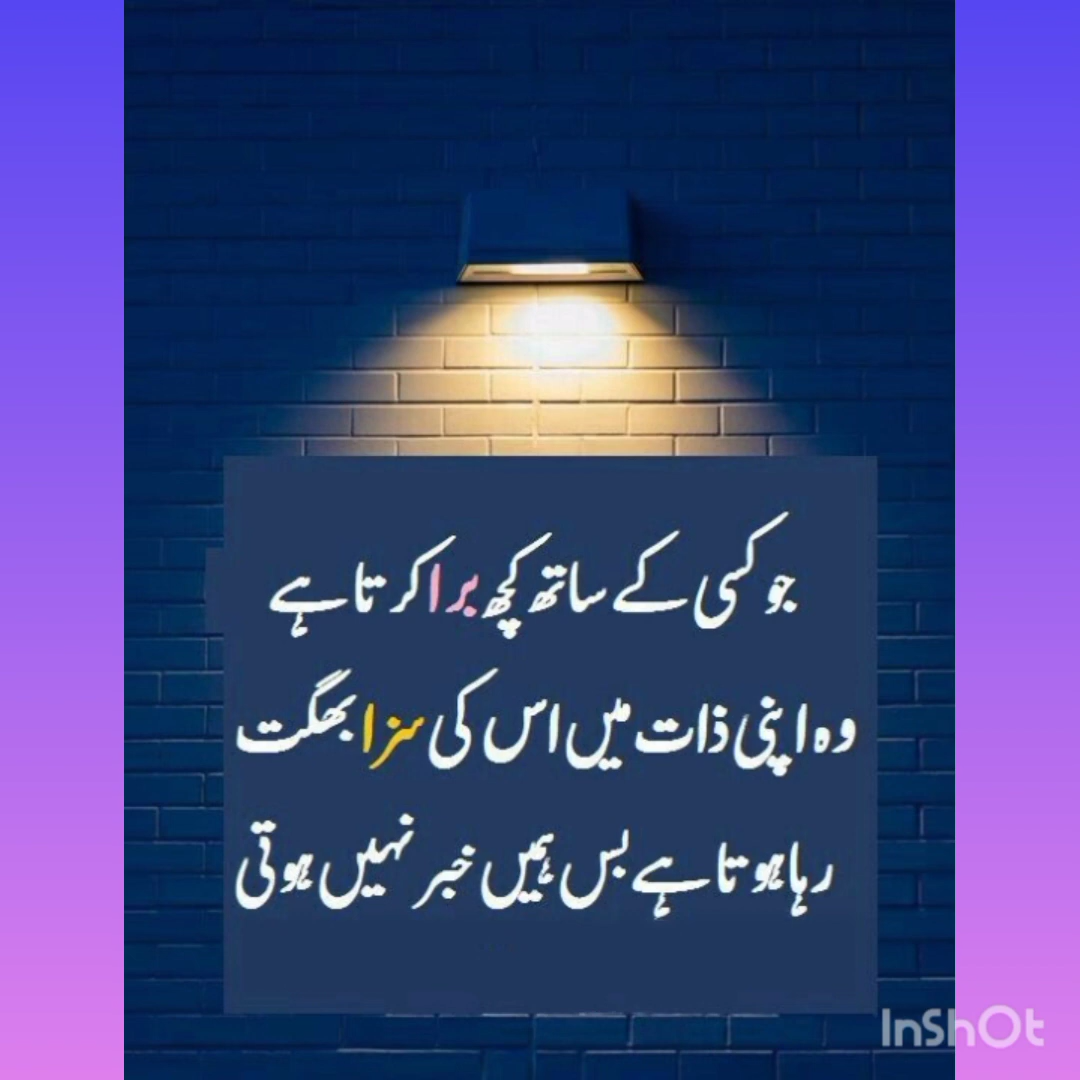 جو کسی کے ساتھ کچھ برا کرتا ہے
وہ اپنی ذات میں اس کی سزا بھگت
رہا ہوتا ہے بس ہمیں خبر نہیں ہوتی
InShOt